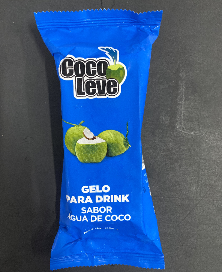 Coco
Leve
GELO
PARA DRINK
SABOR
ÁGUA DE COCO